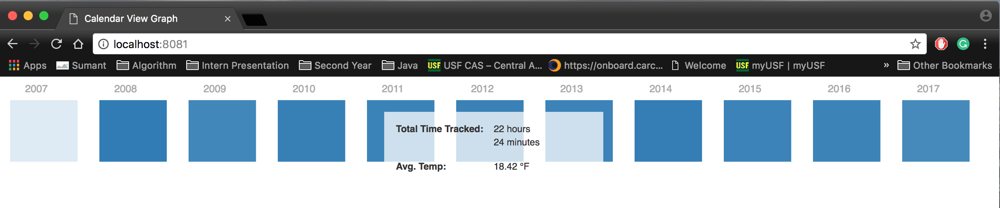 Calendar View Graph
localhost:8081
Apps Sumant Algorithm Intern Presentation Second Year Java USF USF CAS – Central A... https://onboard.carc... Welcome USF myUSF | myUSF » Other Bookmarks
2007 2008 2009 2010 2011 2012 2013 2014 2015 2016 2017
Total Time Tracked: 22 hours
24 minutes
Avg. Temp: 18.42 °F